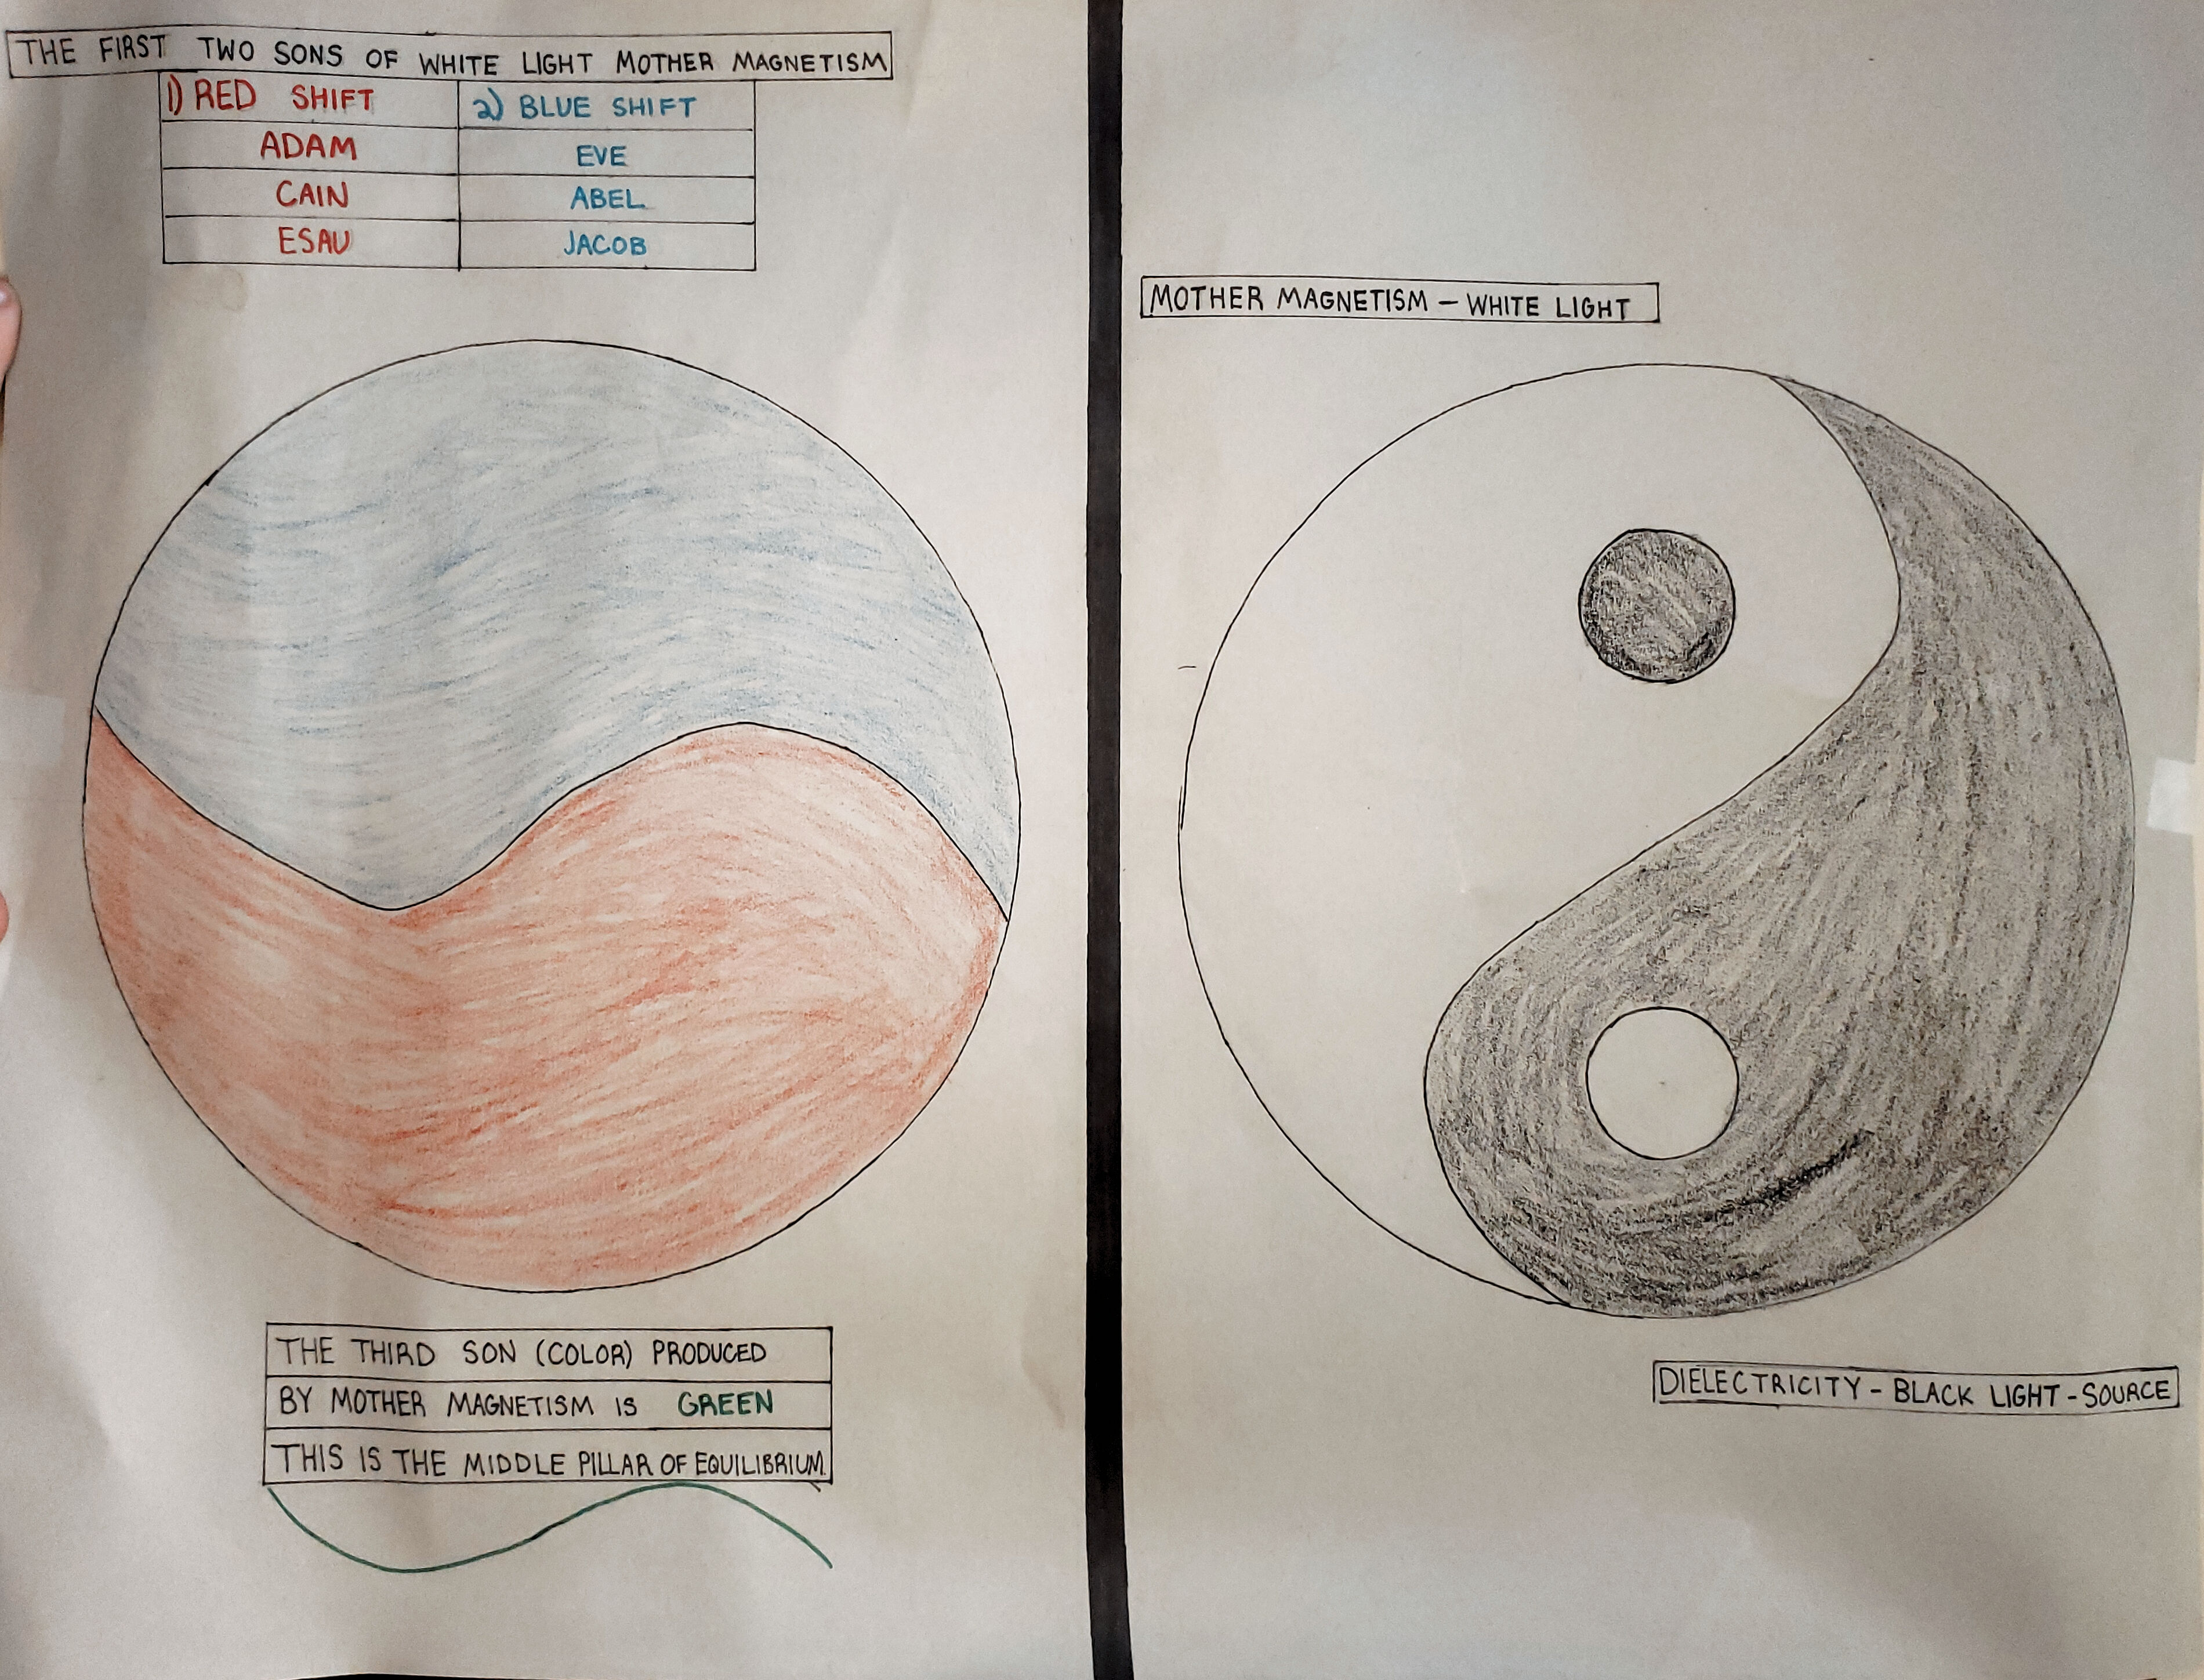 THE FIRST TWO SONS OF WHITE LIGHT MOTHER MAGNETISM
1) RED SHIFT 2) BLUE SHIFT
ADAM EVE
CAIN ABEL
ESAU JACOB
THE THIRD SON (COLOR) PRODUCED
BY MOTHER MAGNETISM IS GREEN
THIS IS THE MIDDLE PILLAR OF EQUILIBRIUM.
MOTHER MAGNETISM - WHITE LIGHT
DIELECTRICITY - BLACK LIGHT - SOURCE